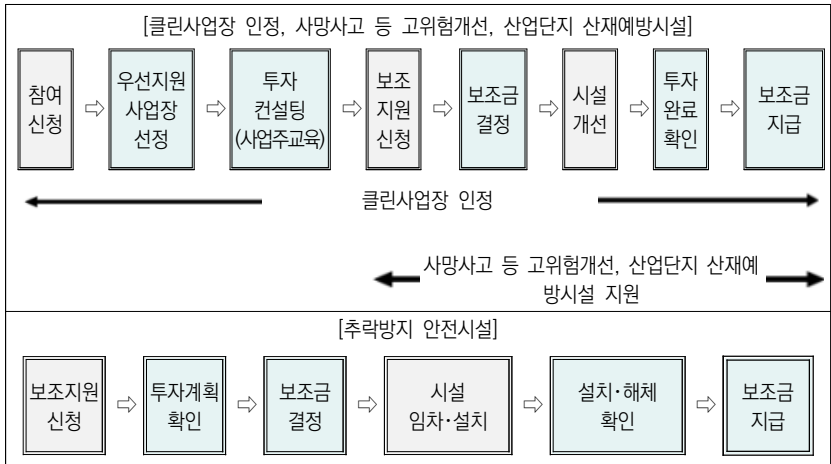 [클린사업장 인정, 사망사고 등 고위험개선, 산업단지 산재예방시설]
참여
신청
⇨
우선지원
사업장
선정
⇨
투자
컨설팅
(사업주교육)
⇨
보조
지원
신청
⇨
보조금
결정
⇨
시설
개선
⇨
투자
완료
확인
⇨
보조금
지급
클린사업장 인정
사망사고 등 고위험개선, 산업단지 산재예
방시설 지원
[추락방지 안전시설]
보조지원
신청
⇨
투자계획
확인
⇨
보조금
결정
⇨
시설
임차·설치
⇨
설치·해체
확인
⇨
보조금
지급